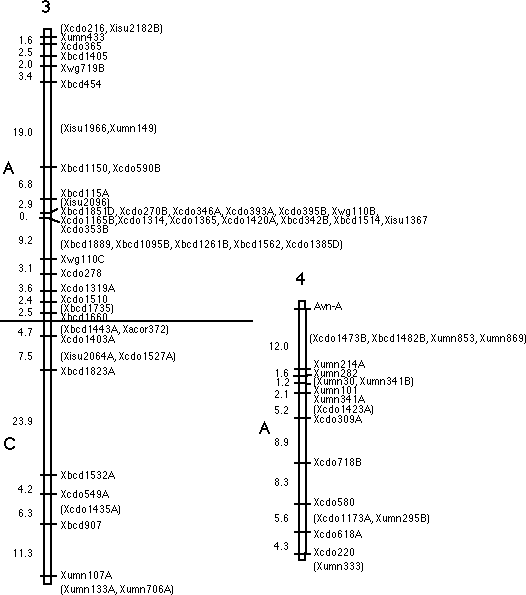 3
(Xcdo216, Xisu2182B)
Xumn433
1.6
Xcdo365
2.5
Xbcd1405
2.0
Xwg719B
3.4
Xbcd454
19.0
(Xisu1966,Xumn149)
A
Xbcd1150, Xcdo590B
6.8
Xbcd115A
2.9
(Xisu2096)
Xbcd1851D, Xcdo270B, Xcdo346A, Xcdo393A, Xcdo395B, Xwg110B,
0.
Xcdo1165B,Xcdo1314, Xcdo1365, Xcdo1420A, Xbcd342B, Xbcd1514, Xisu1367
Xcdo353B
9.2
(Xbcd1889, Xbcd1095B, Xbcd1261B, Xbcd1562, Xcdo1385D)
Xwg110C
3.1
Xcdo278
3.6
Xcdo1319A
2.4
Xcdo1510
2.5
(Xbcd1735)
Xbcd1660
4.7
(Xbcd1443A, Xacor372)
Xcdo1403A
7.5
(Xisu2064A, Xcdo1527A)
Xbcd1823A
23.9
C
Xbcd1532A
4.2
Xcdo549A
6.3
(Xcdo1435A)
Xbcd907
11.3
Xumn107A
(Xumn133A, Xumn706A)
4
Avn-A
12.0
(Xcdo1473B, Xbcd1482B, Xumn853, Xumn869)
Xumn214A
1.6
Xumn282
1.2
(Xumn30, Xumn341B)
2.1
Xumn101
Xumn341A
5.2
(Xcdo1423A)
Xcdo309A
A
8.9
Xcdo718B
8.3
Xcdo580
5.6
(Xcdo1173A, Xumn295B)
Xcdo618A
4.3
Xcdo220
(Xumn333)